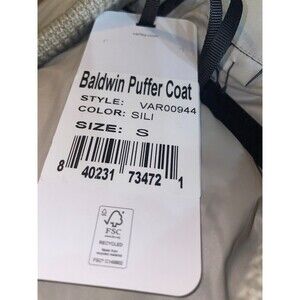 Baldwin Puffer Coat
STYLE: VAR00944
COLOR: SILI
SIZE: S
8 40231 73472 1
FSC
RECYCLED